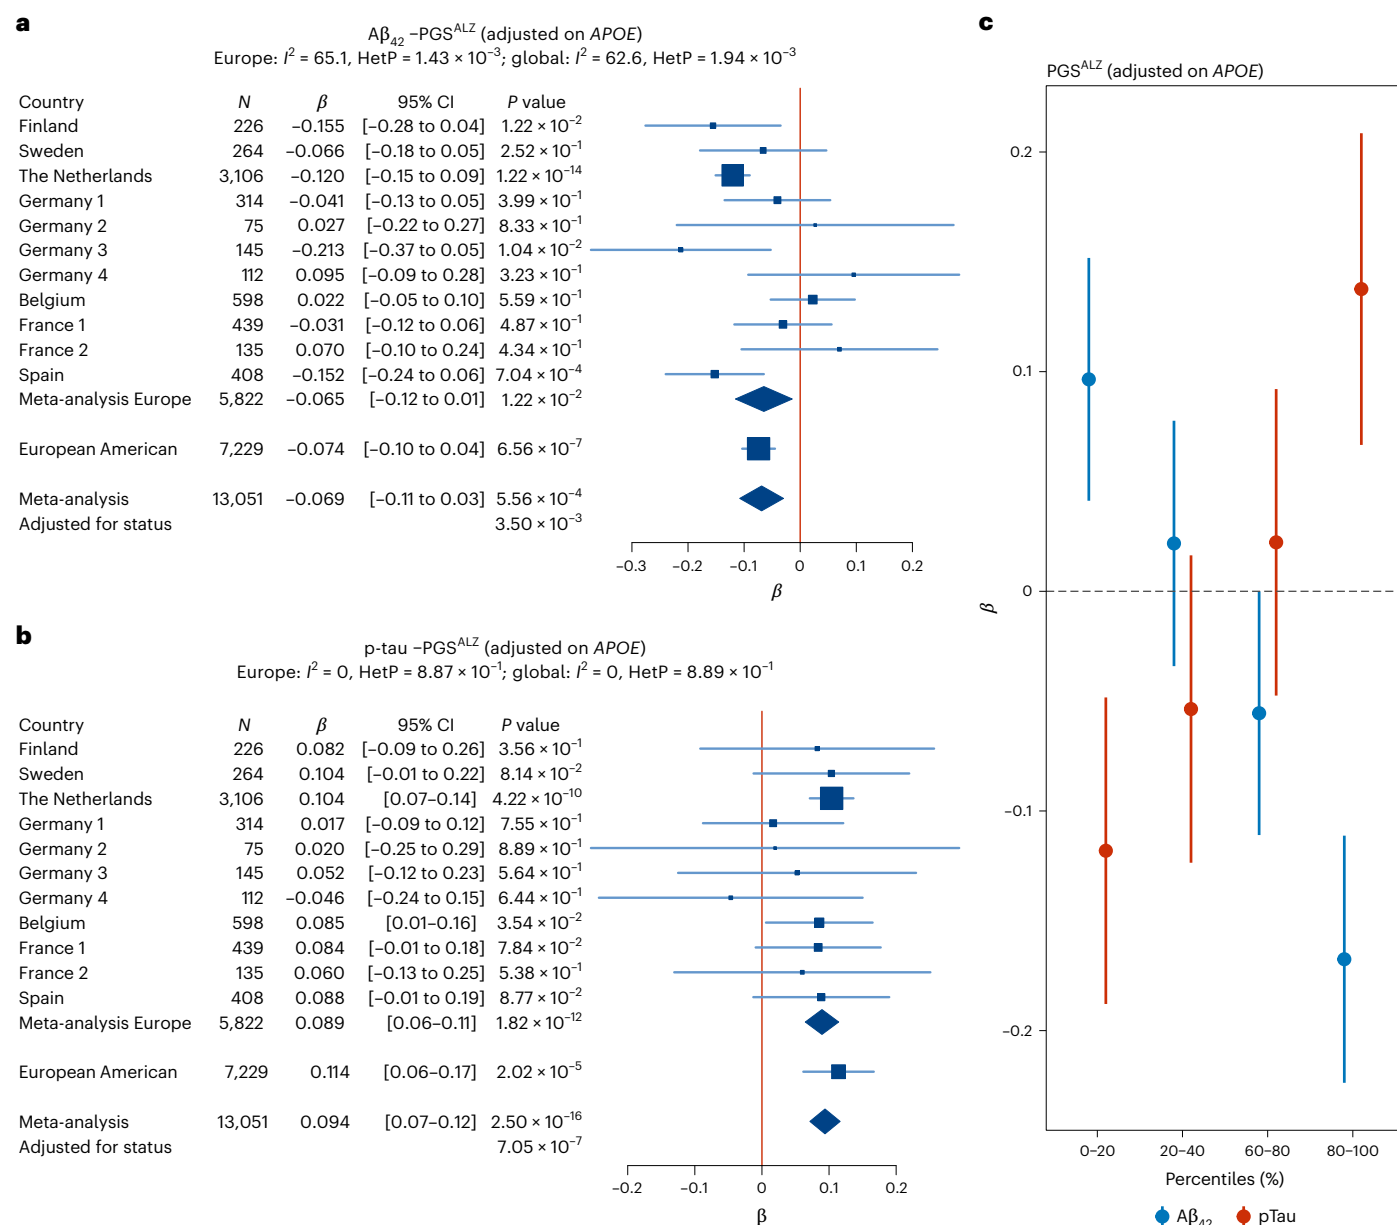 a
Aβ42 –PGS^ALZ (adjusted on APOE)
Europe: I² = 65.1, HetP = 1.43 × 10⁻³; global: I² = 62.6, HetP = 1.94 × 10⁻³
Country N β 95% CI P value
Finland 226 –0.155 [–0.28 to 0.04] 1.22 × 10⁻²
Sweden 264 –0.066 [–0.18 to 0.05] 2.52 × 10⁻¹
The Netherlands 3,106 –0.120 [–0.15 to 0.09] 1.22 × 10⁻¹⁴
Germany 1 314 –0.041 [–0.13 to 0.05] 3.99 × 10⁻¹
Germany 2 75 0.027 [–0.22 to 0.27] 8.33 × 10⁻¹
Germany 3 145 –0.213 [–0.37 to 0.05] 1.04 × 10⁻²
Germany 4 112 0.095 [–0.09 to 0.28] 3.23 × 10⁻¹
Belgium 598 0.022 [–0.05 to 0.10] 5.59 × 10⁻¹
France 1 439 –0.031 [–0.12 to 0.06] 4.87 × 10⁻¹
France 2 135 0.070 [–0.10 to 0.24] 4.34 × 10⁻¹
Spain 408 –0.152 [–0.24 to 0.06] 7.04 × 10⁻⁴
Meta-analysis Europe 5,822 –0.065 [–0.12 to 0.01] 1.22 × 10⁻²
European American 7,229 –0.074 [–0.10 to 0.04] 6.56 × 10⁻⁷
Meta-analysis 13,051 –0.069 [–0.11 to 0.03] 5.56 × 10⁻⁴
Adjusted for status 3.50 × 10⁻³
–0.3 –0.2 –0.1 0 0.1 0.2
β
b
p-tau –PGS^ALZ (adjusted on APOE)
Europe: I² = 0, HetP = 8.87 × 10⁻¹; global: I² = 0, HetP = 8.89 × 10⁻¹
Country N β 95% CI P value
Finland 226 0.082 [–0.09 to 0.26] 3.56 × 10⁻¹
Sweden 264 0.104 [–0.01 to 0.22] 8.14 × 10⁻²
The Netherlands 3,106 0.104 [0.07–0.14] 4.22 × 10⁻¹⁰
Germany 1 314 0.017 [–0.09 to 0.12] 7.55 × 10⁻¹
Germany 2 75 0.020 [–0.25 to 0.29] 8.89 × 10⁻¹
Germany 3 145 0.052 [–0.12 to 0.23] 5.64 × 10⁻¹
Germany 4 112 –0.046 [–0.24 to 0.15] 6.44 × 10⁻¹
Belgium 598 0.085 [0.01–0.16] 3.54 × 10⁻²
France 1 439 0.084 [–0.01 to 0.18] 7.84 × 10⁻²
France 2 135 0.060 [–0.13 to 0.25] 5.38 × 10⁻¹
Spain 408 0.088 [–0.01 to 0.19] 8.77 × 10⁻²
Meta-analysis Europe 5,822 0.089 [0.06–0.11] 1.82 × 10⁻¹²
European American 7,229 0.114 [0.06–0.17] 2.02 × 10⁻⁵
Meta-analysis 13,051 0.094 [0.07–0.12] 2.50 × 10⁻¹⁶
Adjusted for status 7.05 × 10⁻⁷
–0.2 –0.1 0 0.1 0.2
β
c
PGS^ALZ (adjusted on APOE)
0.2
0.1
0
–0.1
–0.2
β
0–20 20–40 60–80 80–100
Percentiles (%)
Aβ42 pTau